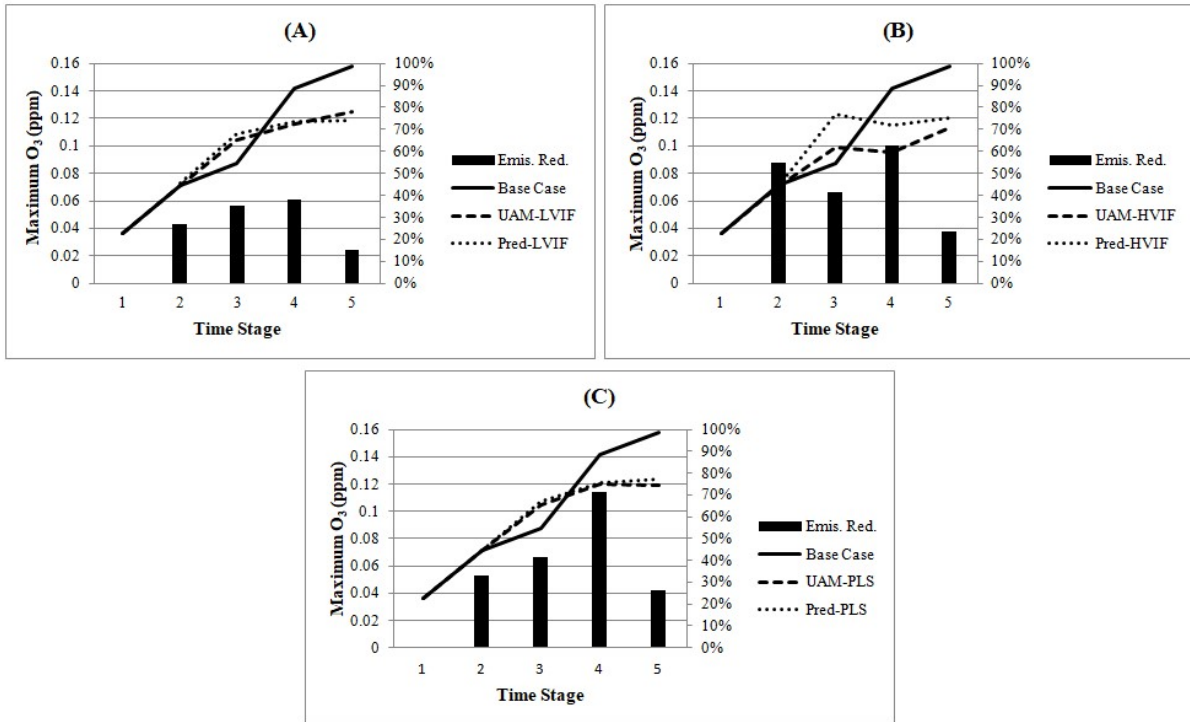 (A)
Maximum O3 (ppm)
0.16
0.14
0.12
0.1
0.08
0.06
0.04
0.02
0
100%
90%
80%
70%
60%
50%
40%
30%
20%
10%
0%
1 2 3 4 5
Time Stage
Emis. Red.
Base Case
UAM-LVIF
Pred-LVIF
(B)
Maximum O3 (ppm)
0.16
0.14
0.12
0.1
0.08
0.06
0.04
0.02
0
100%
90%
80%
70%
60%
50%
40%
30%
20%
10%
0%
1 2 3 4 5
Time Stage
Emis. Red.
Base Case
UAM-HVIF
Pred-HVIF
(C)
Maximum O3 (ppm)
0.16
0.14
0.12
0.1
0.08
0.06
0.04
0.02
0
100%
90%
80%
70%
60%
50%
40%
30%
20%
10%
0%
1 2 3 4 5
Time Stage
Emis. Red.
Base Case
UAM-PLS
Pred-PLS